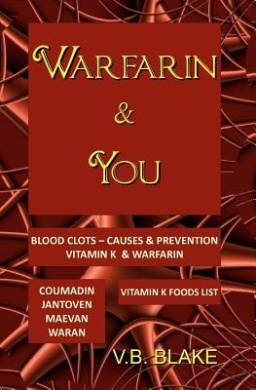 WARFARIN
&
YOU
BLOOD CLOTS – CAUSES & PREVENTION
VITAMIN K & WARFARIN
COUMADIN
JANTOVEN
MAEVAN
WARAN
VITAMIN K FOODS LIST
V.B. BLAKE